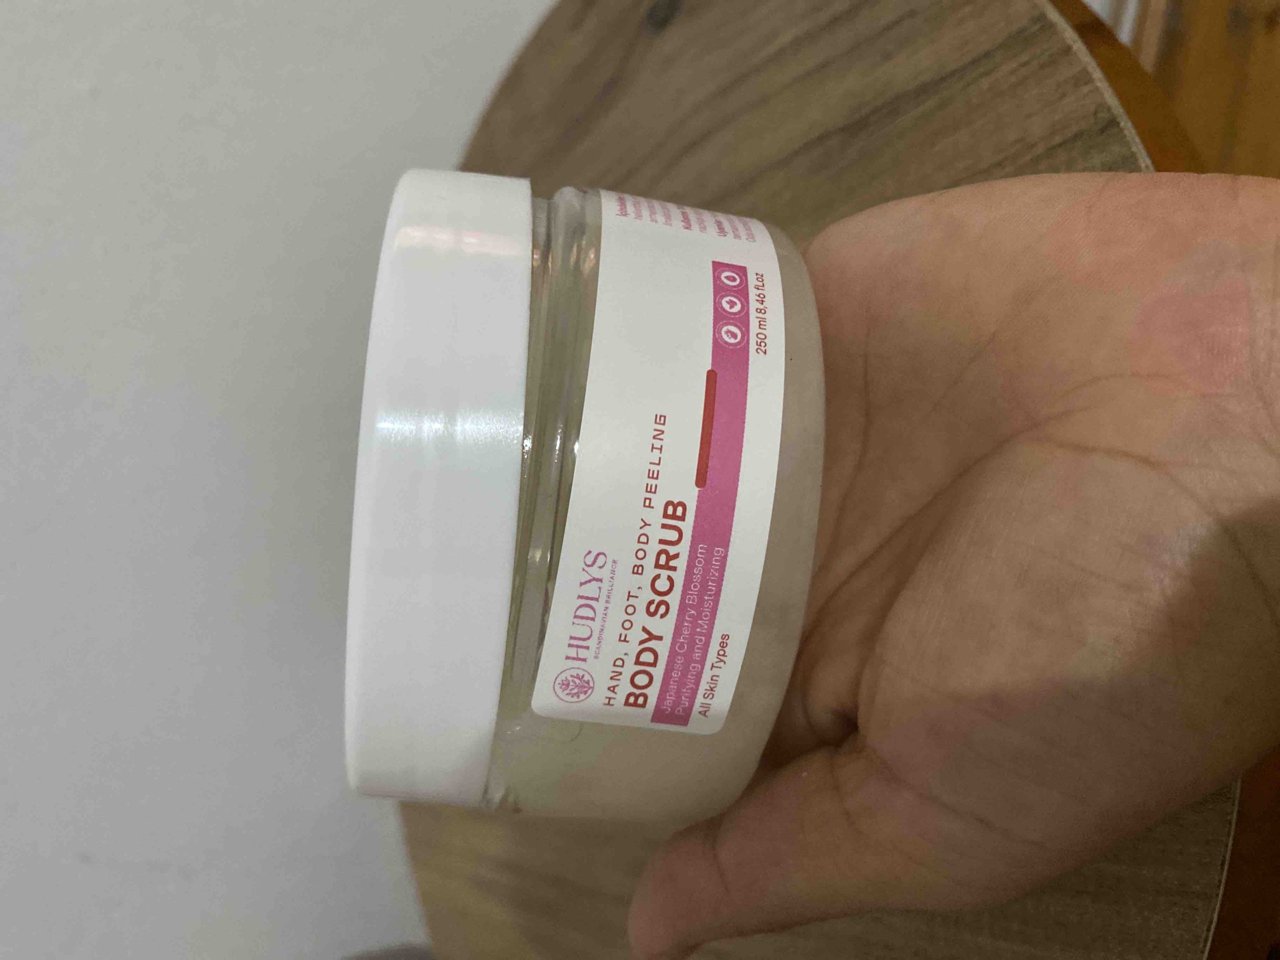 HUDLYS
SCANDINAVIAN BRILLIANCE
HAND, FOOT, BODY PEELING
BODY SCRUB
Japanese Cherry Blossom
Purifying and Moisturizing
All Skin Types
250 ml 8,46 fl.oz